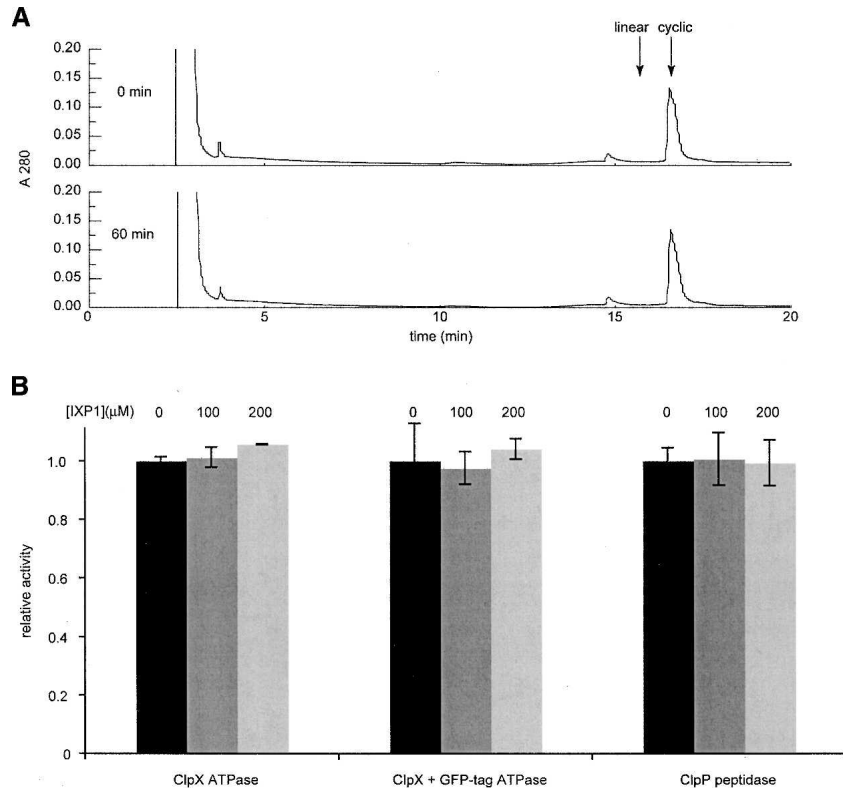 A
linear cyclic
0.20
0.15
0 min
0.10
0.05
0.00
A 280
0.20
0.15
60 min
0.10
0.05
0.00
0 5 10 15 20
time (min)
B
[IXP1](μM) 0 100 200 0 100 200 0 100 200
1.0
0.8
0.6
0.4
0.2
0
relative activity
ClpX ATPase ClpX + GFP-tag ATPase ClpP peptidase